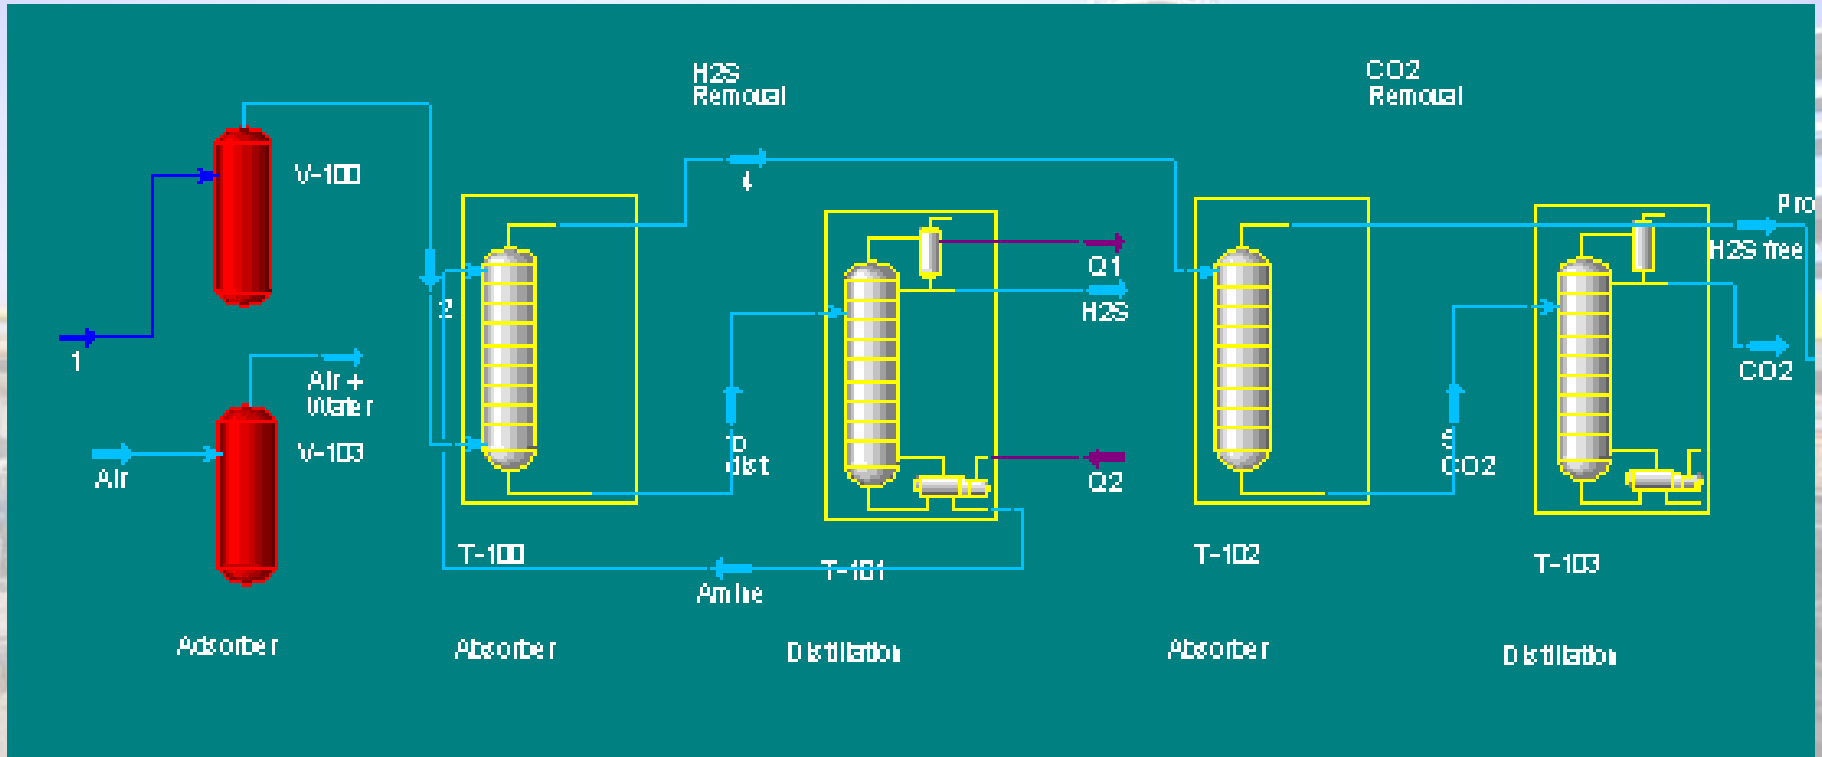 H2S
Removal
CO2
Removal
V-100
4
Pro
H2S free
Q1
H2S
2
1
Air +
Water
CO2
V-103
Air
dist
CO2
Q2
T-100
T-101
T-102
T-103
Amine
Adsorber
Absorber
Distillation
Absorber
Distillation